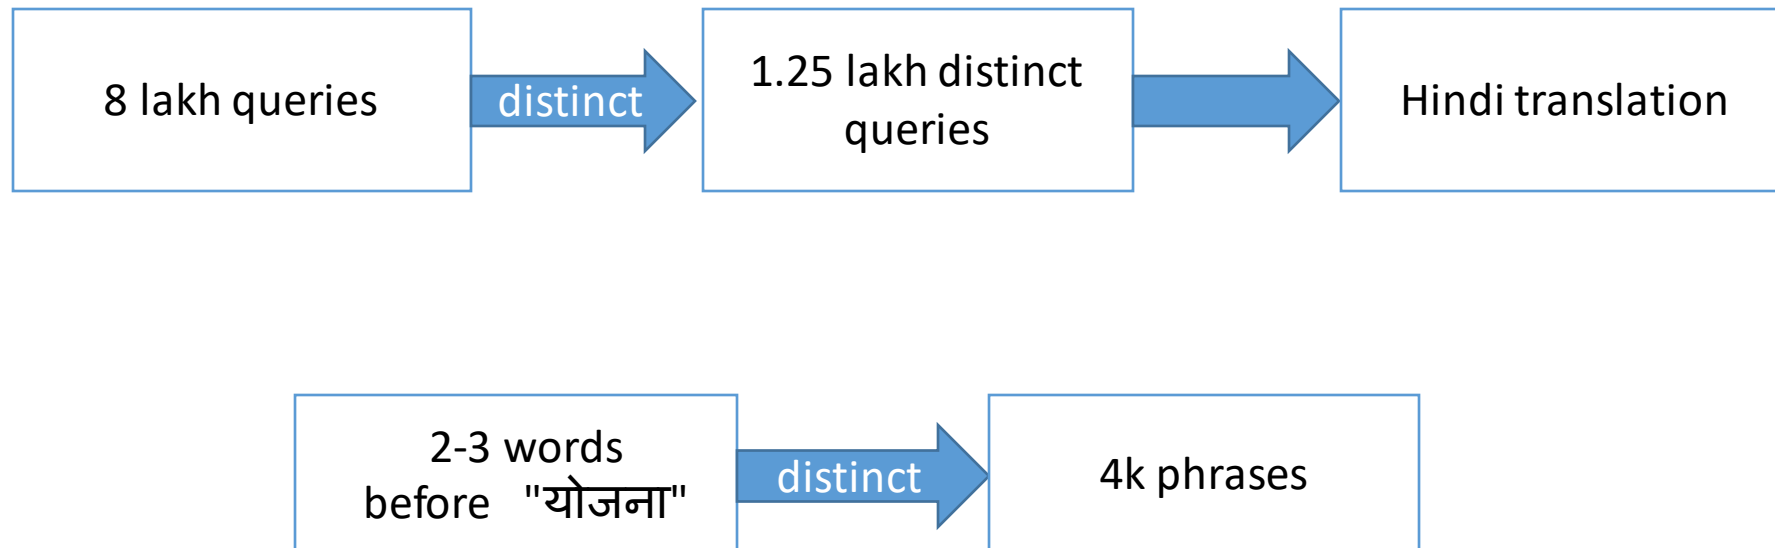 8 lakh queries
distinct
1.25 lakh distinct
queries
Hindi translation
2-3 words
before "योजना"
distinct
4k phrases